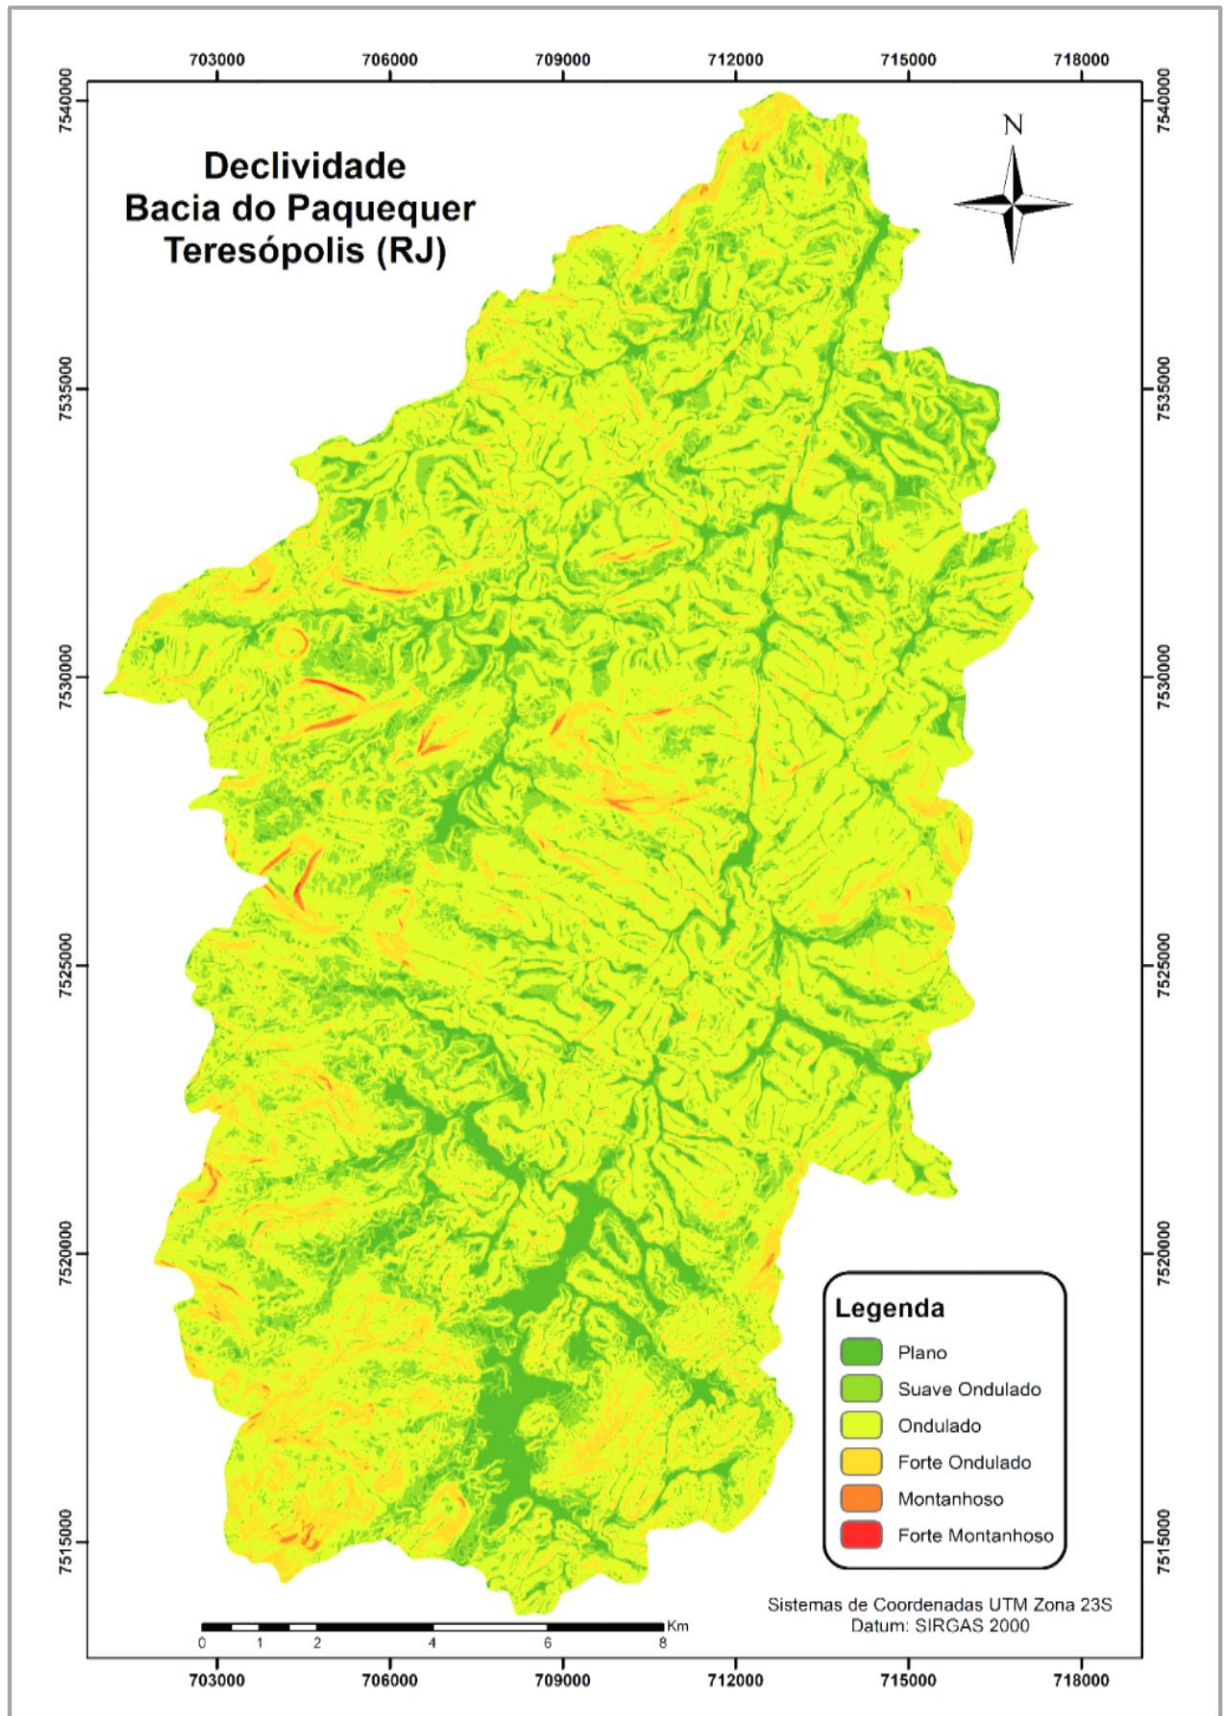 703000 706000 709000 712000 715000 718000
7540000 7540000
N
Declividade
Bacia do Paquequer
Teresópolis (RJ)
7535000 7535000
7530000 7530000
7525000 7525000
7520000 7520000
Legenda
Plano
Suave Ondulado
Ondulado
Forte Ondulado
Montanhoso
Forte Montanhoso
7515000 7515000
Sistemas de Coordenadas UTM Zona 23S
Datum: SIRGAS 2000
Km
0 1 2 4 6 8
703000 706000 709000 712000 715000 718000